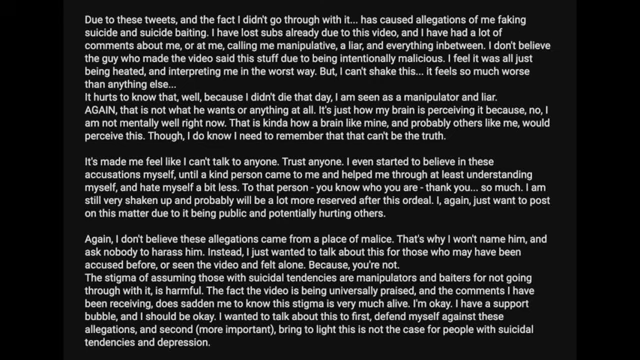 Due to these tweets, and the fact I didn't go through with it... has caused allegations of me faking
suicide and suicide baiting. I have lost subs already due to this video, and I have had a lot of
comments about me, or at me, calling me manipulative, a liar, and everything inbetween. I don't believe
the guy who made the video said this stuff due to being intentionally malicious. I feel it was all just
being heated, and interpreting me in the worst way. But, I can't shake this... it feels so much worse
than anything else...
It hurts to know that, well, because I didn't die that day, I am seen as a manipulator and liar.
AGAIN, that is not what he wants or anything at all. It's just how my brain is perceiving it because, no, I
am not mentally well right now. That is kinda how a brain like mine, and probably others like me, would
perceive this. Though, I do know I need to remember that that can't be the truth.
It's made me feel like I can't talk to anyone. Trust anyone. I even started to believe in these
accusations myself, until a kind person came to me and helped me through at least understanding
myself, and hate myself a bit less. To that person - you know who you are - thank you... so much. I am
still very shaken up and probably will be a lot more reserved after this ordeal. I, again, just want to post
on this matter due to it being public and potentially hurting others.
Again, I don't believe these allegations came from a place of malice. That's why I won't name him, and
ask nobody to harass him. Instead, I just wanted to talk about this for those who may have been
accused before, or seen the video and felt alone. Because, you're not.
The stigma of assuming those with suicidal tendencies are manipulators and baiters for not going
through with it, is harmful. The fact the video is being universally praised, and the comments I have
been receiving, does sadden me to know this stigma is very much alive. I'm okay. I have a support
bubble, and I should be okay. I wanted to talk about this to first, defend myself against these
allegations, and second (more important), bring to light this is not the case for people with suicidal
tendencies and depression.